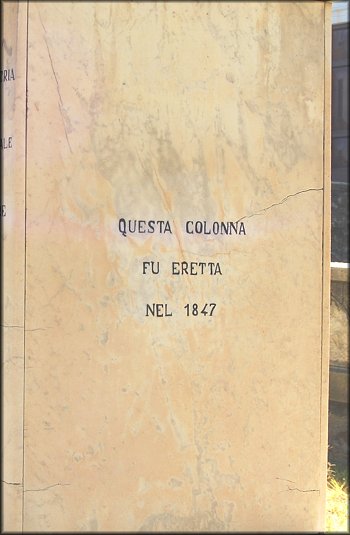 QUESTA COLONNA
FU ERETTA
NEL 1847